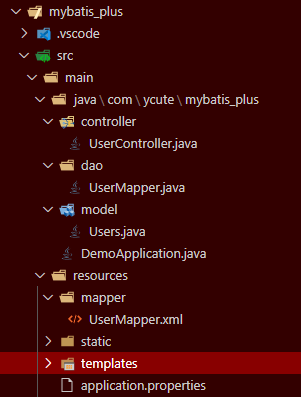 mybatis_plus
.vscode
src
main
java\com\ycute\mybatis_plus
controller
UserController.java
dao
UserMapper.java
model
Users.java
DemoApplication.java
resources
mapper
UserMapper.xml
static
templates
application.properties